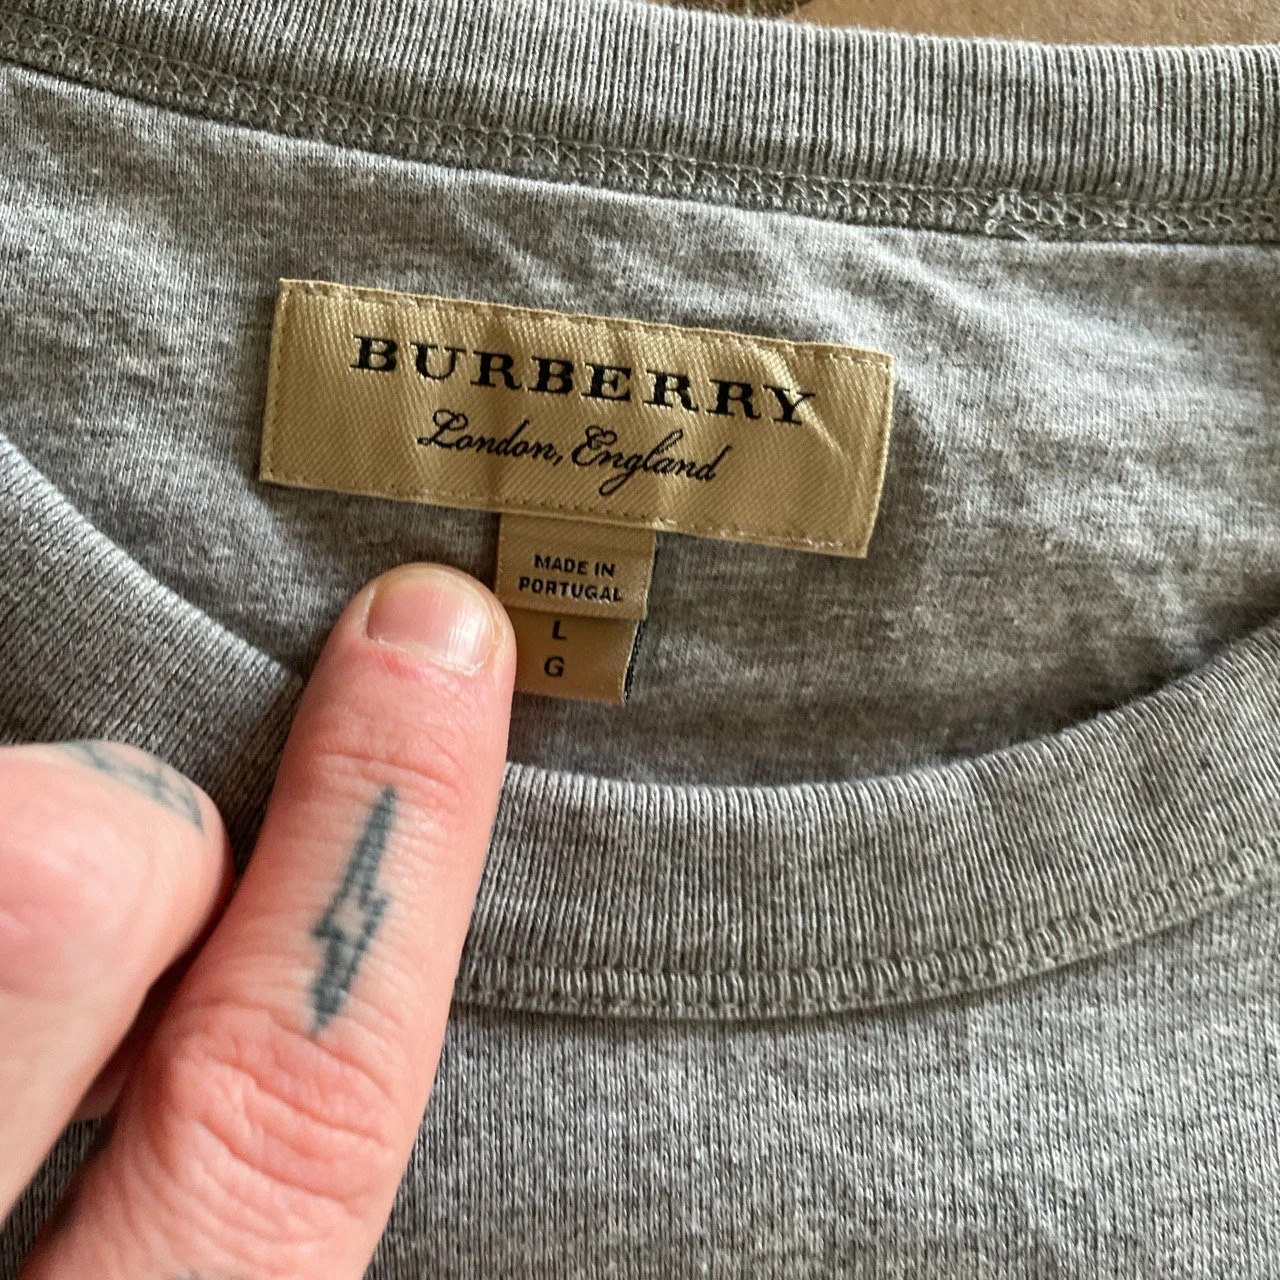 BURBERRY
London, England
MADE IN
PORTUGAL
L
G